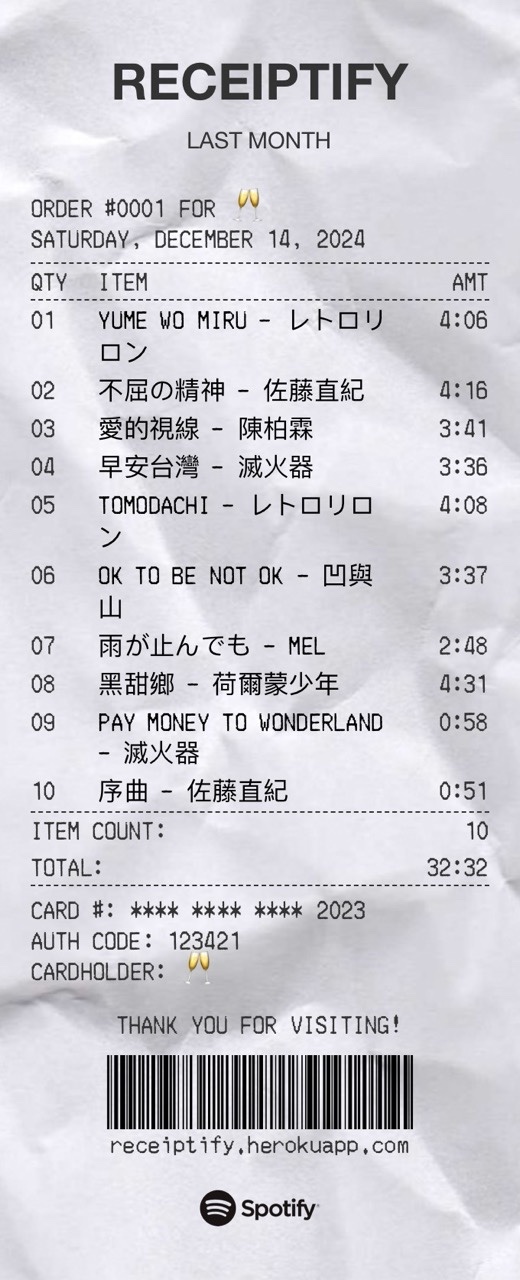 RECEIPTIFY
LAST MONTH
ORDER #0001 FOR 🥂
SATURDAY, DECEMBER 14, 2024
QTY ITEM AMT
01 YUME WO MIRU - レトロリ 4:06
ロン
02 不屈の精神 - 佐藤直紀 4:16
03 愛的視線 - 陳柏霖 3:41
04 早安台灣 - 滅火器 3:36
05 TOMODACHI - レトロリロ 4:08
ン
06 OK TO BE NOT OK - 凹與 3:37
山
07 雨が止んでも - MEL 2:48
08 黑甜鄉 - 荷爾蒙少年 4:31
09 PAY MONEY TO WONDERLAND 0:58
- 滅火器
10 序曲 - 佐藤直紀 0:51
ITEM COUNT: 10
TOTAL: 32:32
CARD #: **** **** **** 2023
AUTH CODE: 123421
CARDHOLDER: 🥂
THANK YOU FOR VISITING!
receiptify.herokuapp.com
Spotify